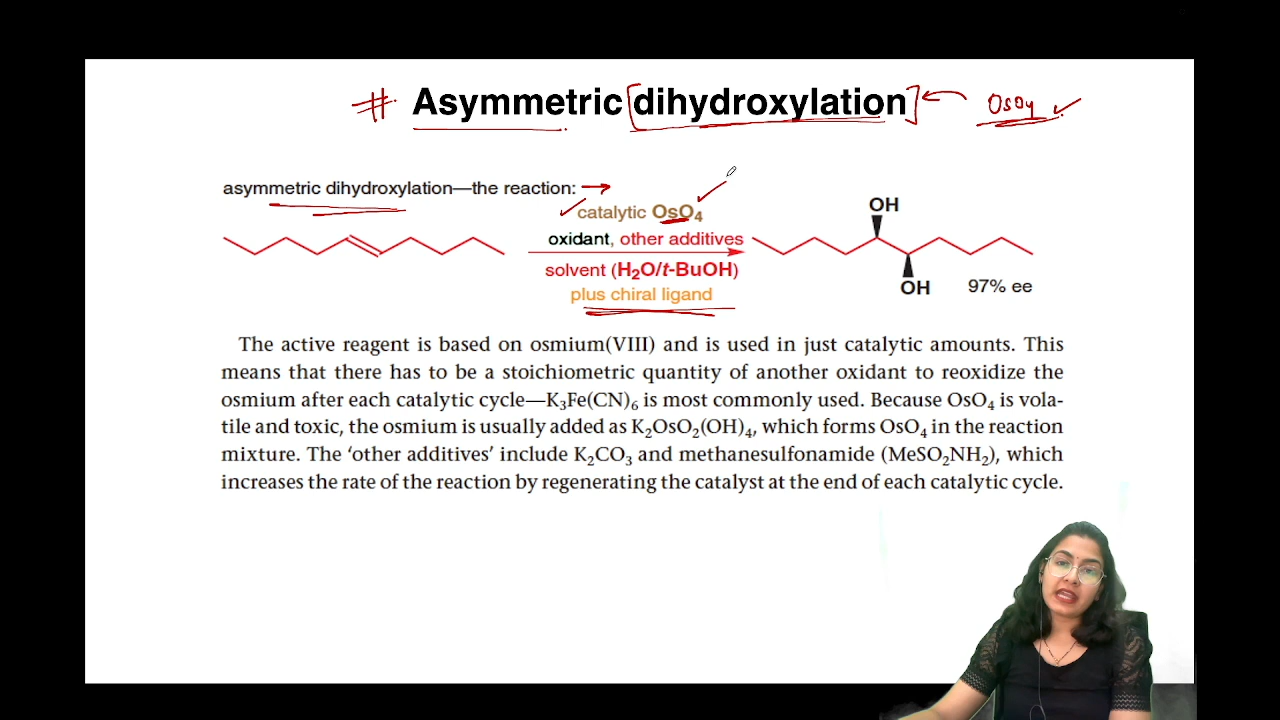 # Asymmetric [dihydroxylation] ← OsO4 ✓
asymmetric dihydroxylation—the reaction: →
catalytic OsO₄
oxidant, other additives
solvent (H₂O/t-BuOH)
plus chiral ligand
OH
OH
97% ee
The active reagent is based on osmium(VIII) and is used in just catalytic amounts. This
means that there has to be a stoichiometric quantity of another oxidant to reoxidize the
osmium after each catalytic cycle—K₃Fe(CN)₆ is most commonly used. Because OsO₄ is vola-
tile and toxic, the osmium is usually added as K₂OsO₂(OH)₄, which forms OsO₄ in the reaction
mixture. The ‘other additives’ include K₂CO₃ and methanesulfonamide (MeSO₂NH₂), which
increases the rate of the reaction by regenerating the catalyst at the end of each catalytic cycle.